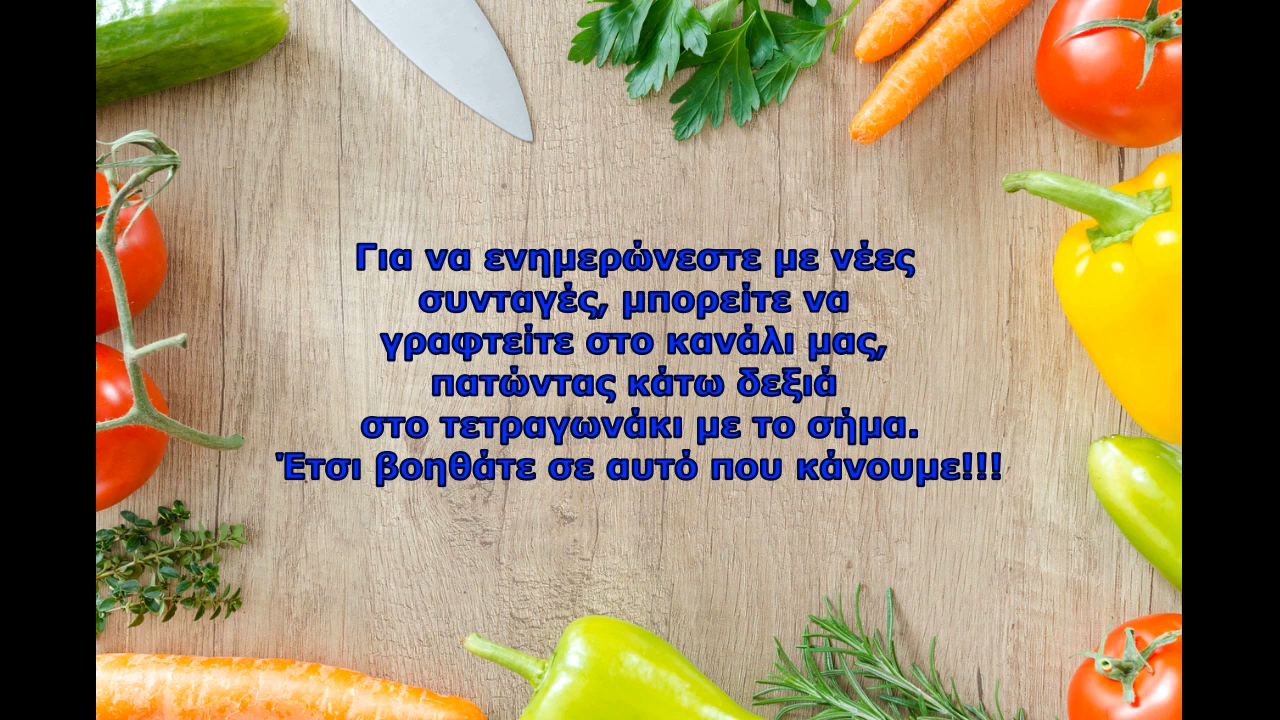 Για να ενημερώνεστε με νέες
συνταγές, μπορείτε να
γραφτείτε στο κανάλι μας,
πατώντας κάτω δεξιά
στο τετραγωνάκι με το σήμα.
Έτσι βοηθάτε σε αυτό που κάνουμε!!!